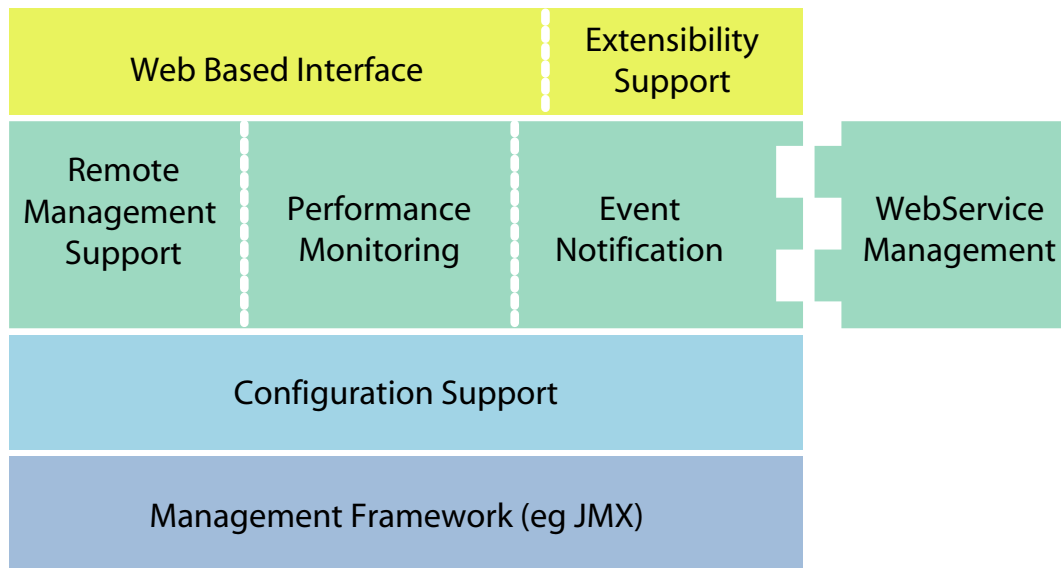 Web Based Interface
Extensibility
Support
Remote
Management
Support
Performance
Monitoring
Event
Notification
WebService
Management
Configuration Support
Management Framework (eg JMX)